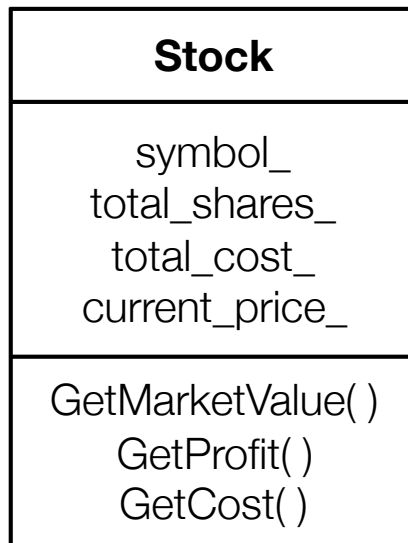 Stock
symbol_
total_shares_
total_cost_
current_price_
GetMarketValue( )
GetProfit( )
GetCost( )